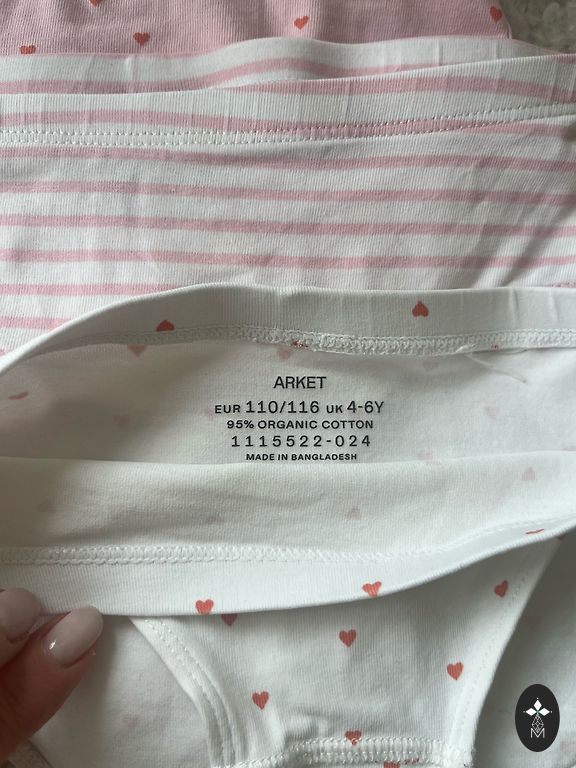 ARKET
EUR 110/116 UK 4-6Y
95% ORGANIC COTTON
1115522-024
MADE IN BANGLADESH
M